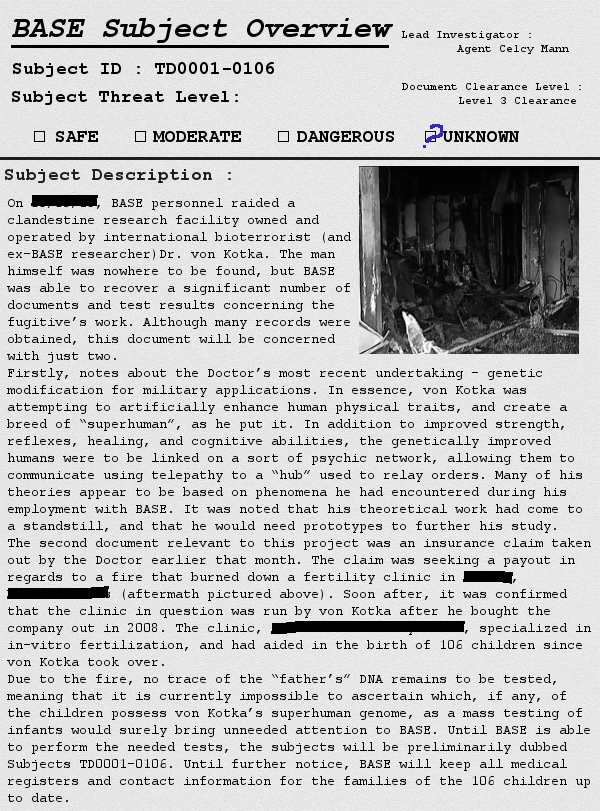 BASE Subject Overview
Lead Investigator :
Agent Celcy Mann
Subject ID : TD0001-0106
Document Clearance Level :
Level 3 Clearance
Subject Threat Level:
SAFE MODERATE DANGEROUS ? UNKNOWN
Subject Description :
On , BASE personnel raided a
clandestine research facility owned and
operated by international bioterrorist (and
ex-BASE researcher)Dr. von Kotka. The man
himself was nowhere to be found, but BASE
was able to recover a significant number of
documents and test results concerning the
fugitive's work. Although many records were
obtained, this document will be concerned
with just two.
Firstly, notes about the Doctor's most recent undertaking - genetic
modification for military applications. In essence, von Kotka was
attempting to artificially enhance human physical traits, and create a
breed of "superhuman", as he put it. In addition to improved strength,
reflexes, healing, and cognitive abilities, the genetically improved
humans were to be linked on a sort of psychic network, allowing them to
communicate using telepathy to a "hub" used to relay orders. Many of his
theories appear to be based on phenomena he had encountered during his
employment with BASE. It was noted that his theoretical work had come to
a standstill, and that he would need prototypes to further his study.
The second document relevant to this project was an insurance claim taken
out by the Doctor earlier that month. The claim was seeking a payout in
regards to a fire that burned down a fertility clinic in ,
(aftermath pictured above). Soon after, it was confirmed
that the clinic in question was run by von Kotka after he bought the
company out in 2008. The clinic, , specialized in
in-vitro fertilization, and had aided in the birth of 106 children since
von Kotka took over.
Due to the fire, no trace of the "father's" DNA remains to be tested,
meaning that it is currently impossible to ascertain which, if any, of
the children possess von Kotka's superhuman genome, as a mass testing of
infants would surely bring unneeded attention to BASE. Until BASE is able
to perform the needed tests, the subjects will be preliminarily dubbed
Subjects TD0001-0106. Until further notice, BASE will keep all medical
registers and contact information for the families of the 106 children up
to date.